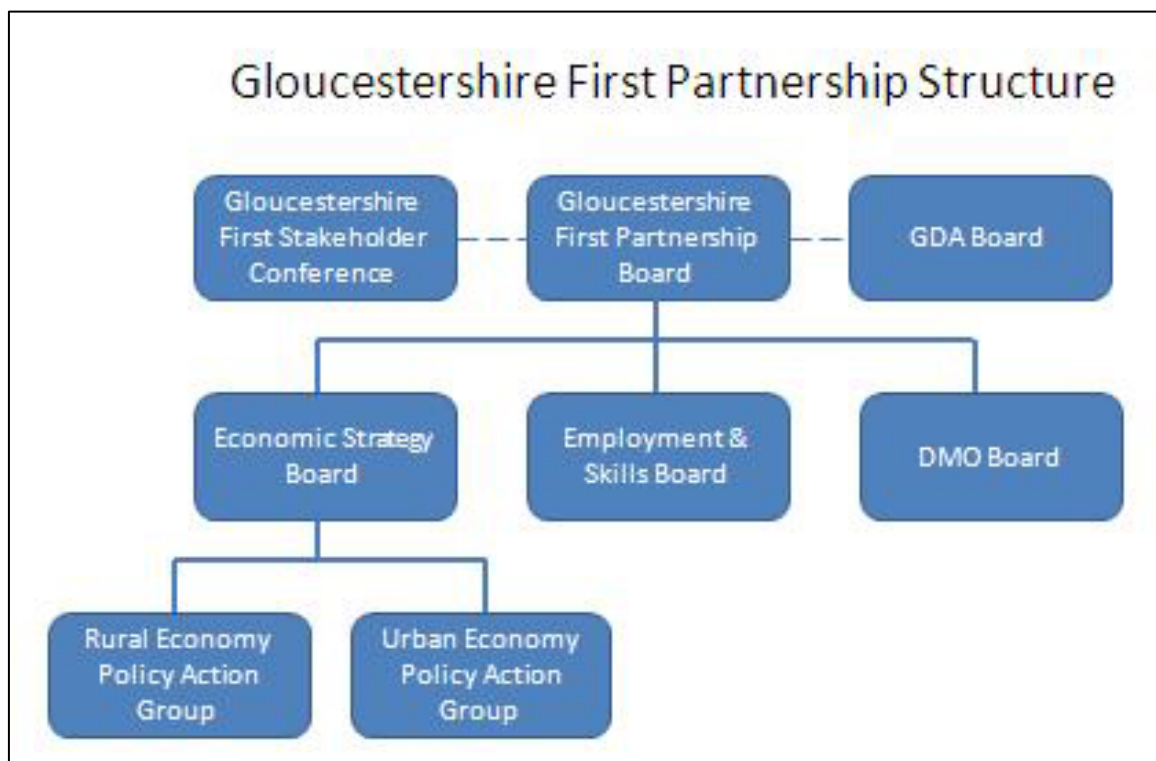 Gloucestershire First Partnership Structure
Gloucestershire
First Stakeholder
Conference
Gloucestershire
First Partnership
Board
GDA Board
Economic Strategy
Board
Employment &
Skills Board
DMO Board
Rural Economy
Policy Action
Group
Urban Economy
Policy Action
Group